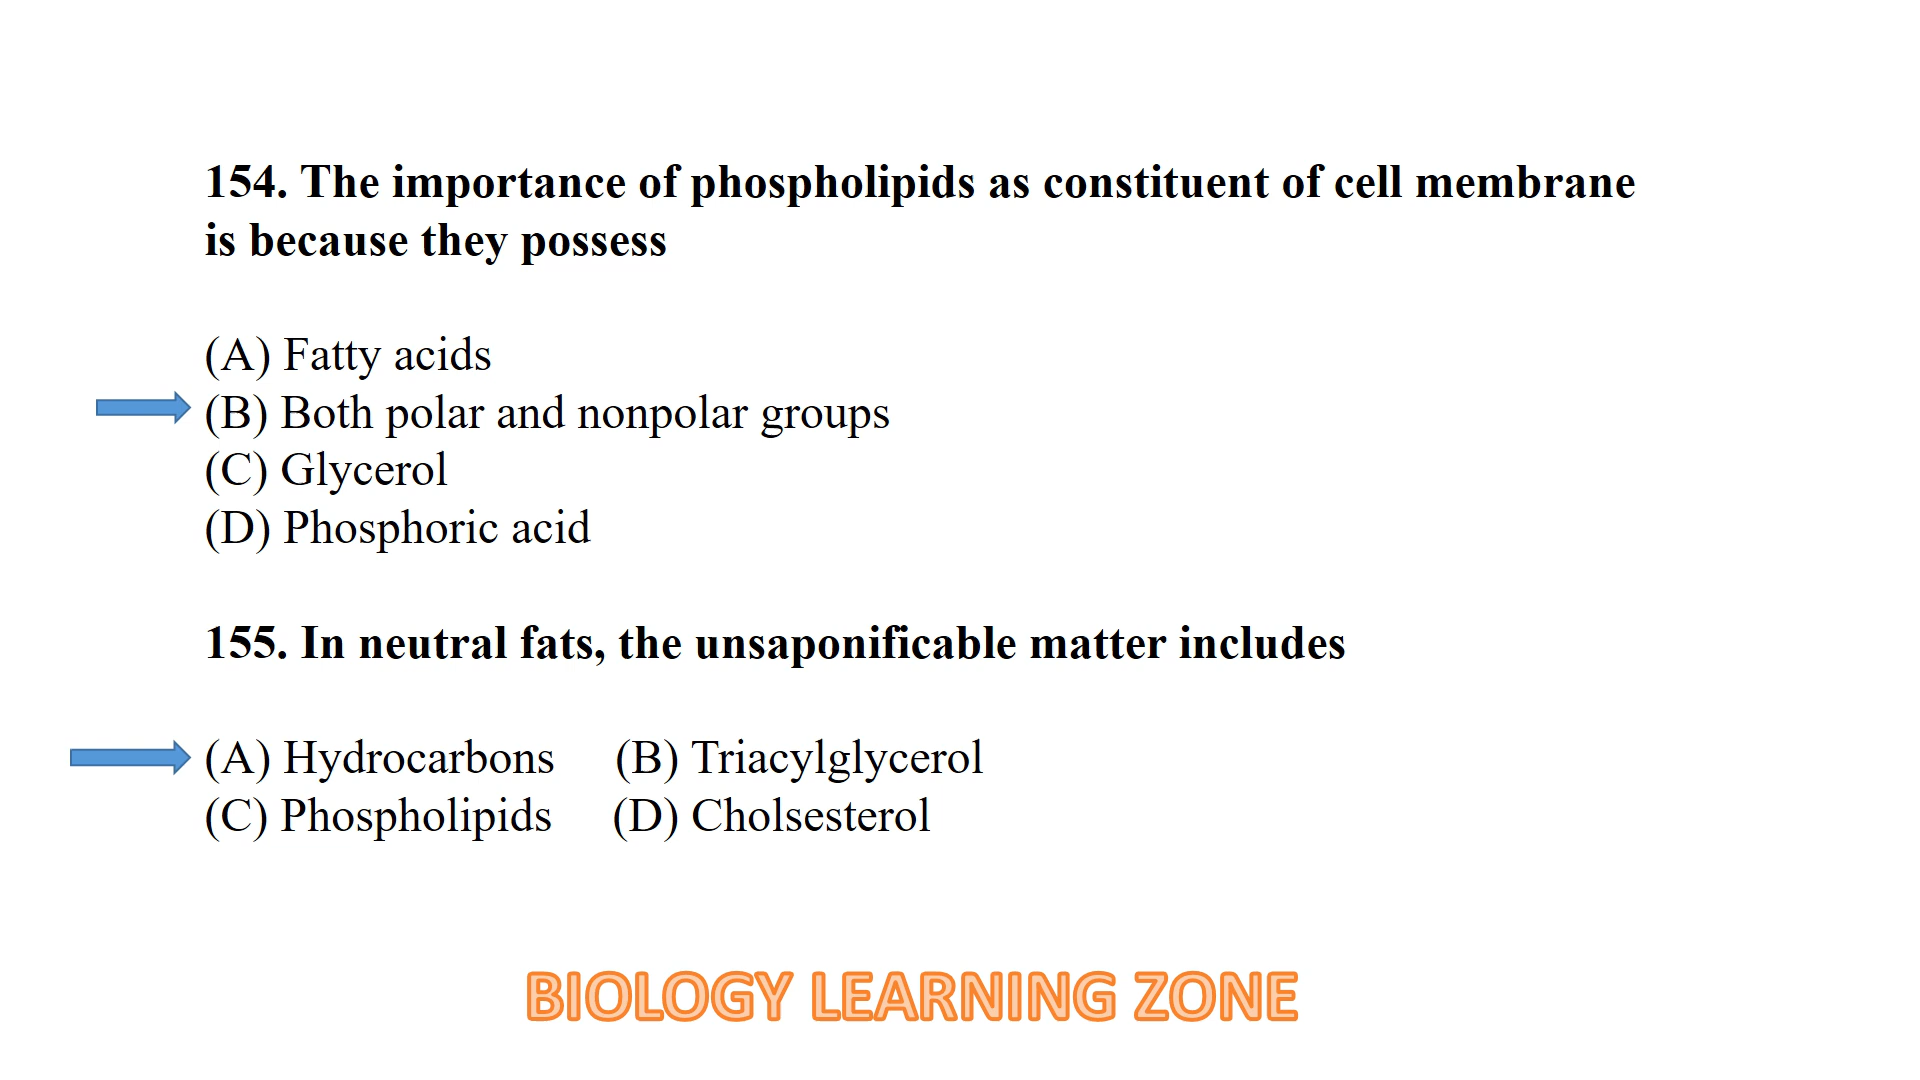 154. The importance of phospholipids as constituent of cell membrane
is because they possess
(A) Fatty acids
(B) Both polar and nonpolar groups
(C) Glycerol
(D) Phosphoric acid
155. In neutral fats, the unsaponificable matter includes
(A) Hydrocarbons (B) Triacylglycerol
(C) Phospholipids (D) Cholsesterol
BIOLOGY LEARNING ZONE